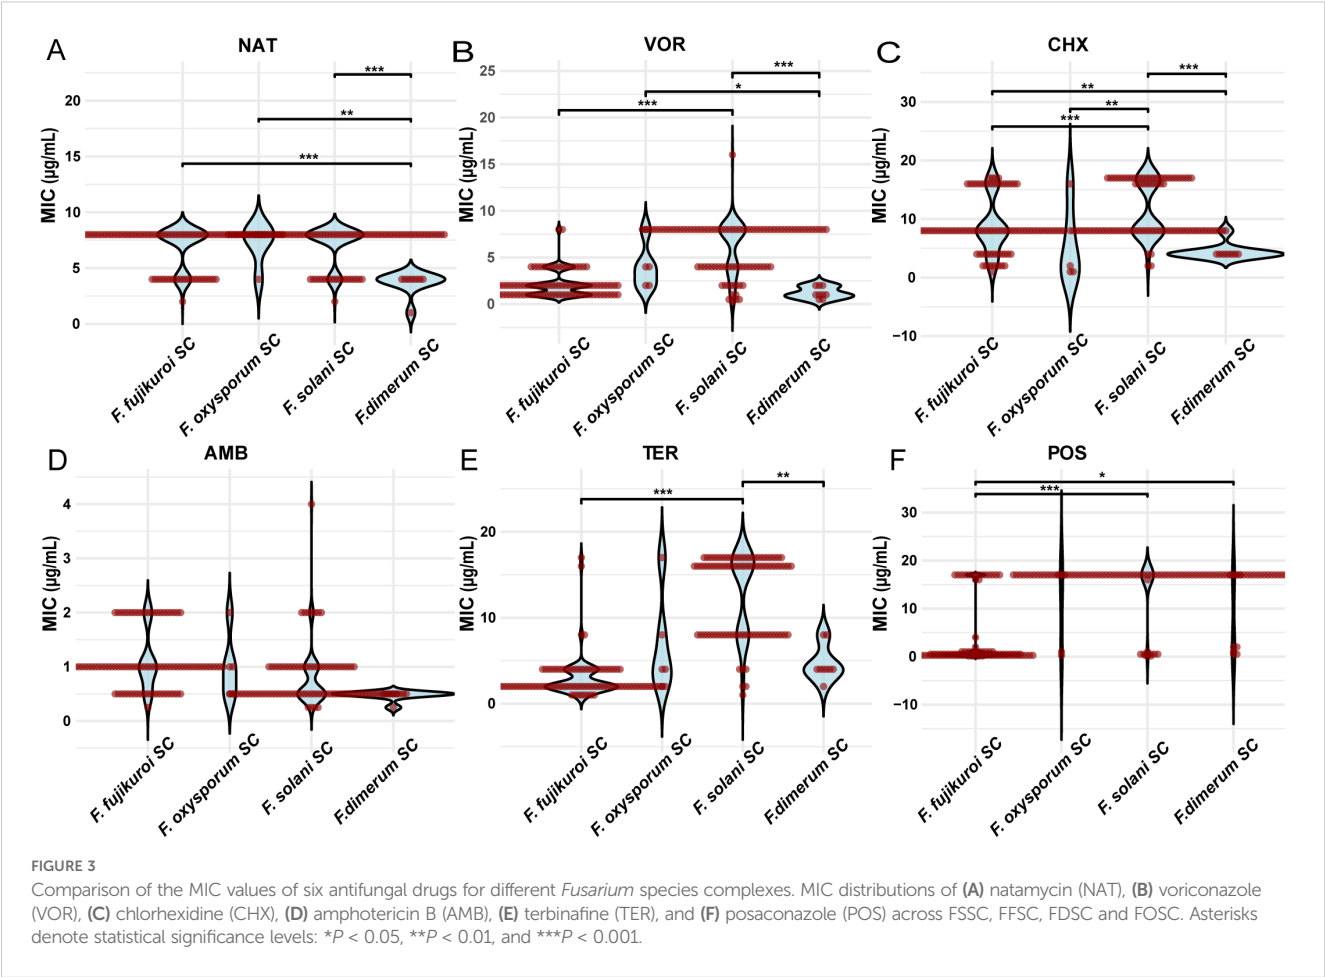 A
NAT
***
**
***
MIC (µg/mL)
20
15
10
5
0
F. fujikuroi SC
F. oxysporum SC
F. solani SC
F.dimerum SC
B
VOR
***
*
***
MIC (µg/mL)
25
20
15
10
5
0
F. fujikuroi SC
F. oxysporum SC
F. solani SC
F.dimerum SC
C
CHX
***
**
**
***
MIC (µg/mL)
30
20
10
0
−10
F. fujikuroi SC
F. oxysporum SC
F. solani SC
F.dimerum SC
D
AMB
MIC (µg/mL)
4
3
2
1
0
F. fujikuroi SC
F. oxysporum SC
F. solani SC
F.dimerum SC
E
TER
**
***
MIC (µg/mL)
20
10
0
F. fujikuroi SC
F. oxysporum SC
F. solani SC
F.dimerum SC
F
POS
*
***
MIC (µg/mL)
30
20
10
0
−10
F. fujikuroi SC
F. oxysporum SC
F. solani SC
F.dimerum SC
FIGURE 3
Comparison of the MIC values of six antifungal drugs for different Fusarium species complexes. MIC distributions of (A) natamycin (NAT), (B) voriconazole
(VOR), (C) chlorhexidine (CHX), (D) amphotericin B (AMB), (E) terbinafine (TER), and (F) posaconazole (POS) across FSSC, FFSC, FDSC and FOSC. Asterisks
denote statistical significance levels: *P < 0.05, **P < 0.01, and ***P < 0.001.